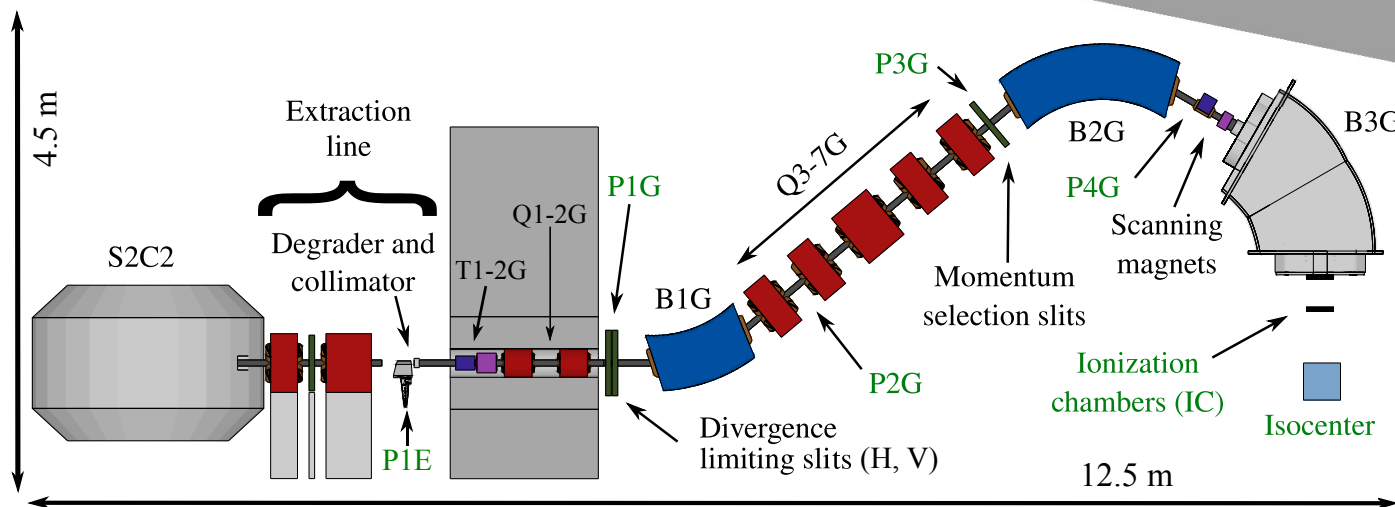 4.5 m
Extraction
line
S2C2
Degrader and
collimator
P1E
T1-2G
Q1-2G
P1G
Divergence
limiting slits (H, V)
B1G
Q3-7G
P2G
P3G
Momentum
selection slits
B2G
P4G
Scanning
magnets
B3G
Ionization
chambers (IC)
Isocenter
12.5 m